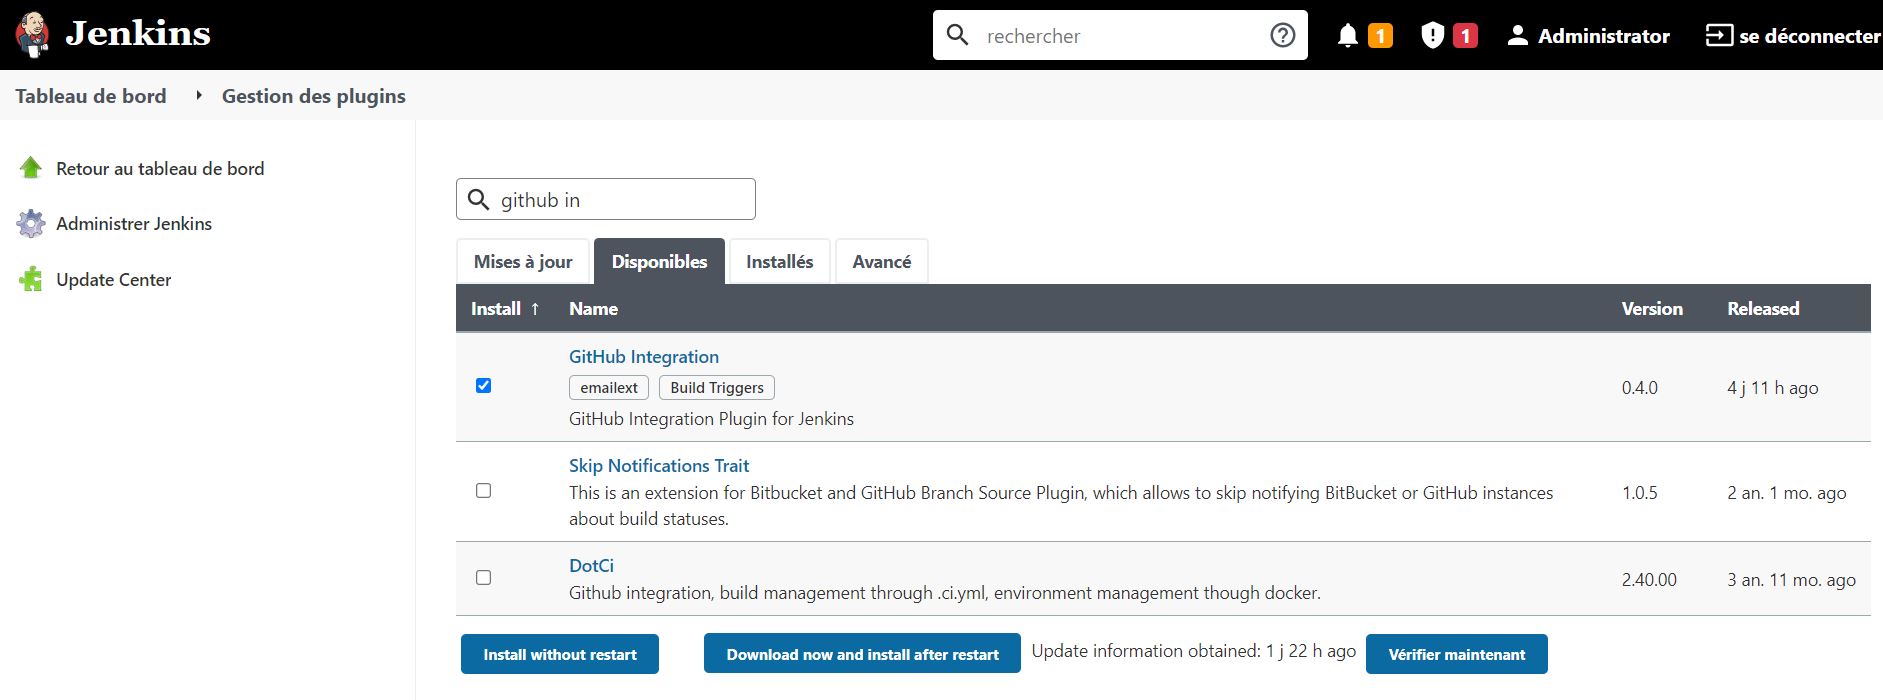 Jenkins
rechercher
1
1
Administrator
se déconnecter
Tableau de bord
Gestion des plugins
Retour au tableau de bord
Administrer Jenkins
Update Center
github in
Mises à jour
Disponibles
Installés
Avancé
Install ↑ Name Version Released
GitHub Integration
emailext Build Triggers
GitHub Integration Plugin for Jenkins
0.4.0
4 j 11 h ago
Skip Notifications Trait
This is an extension for Bitbucket and GitHub Branch Source Plugin, which allows to skip notifying BitBucket or GitHub instances
about build statuses.
1.0.5
2 an. 1 mo. ago
DotCi
Github integration, build management through .ci.yml, environment management though docker.
2.40.00
3 an. 11 mo. ago
Install without restart
Download now and install after restart
Update information obtained: 1 j 22 h ago
Vérifier maintenant